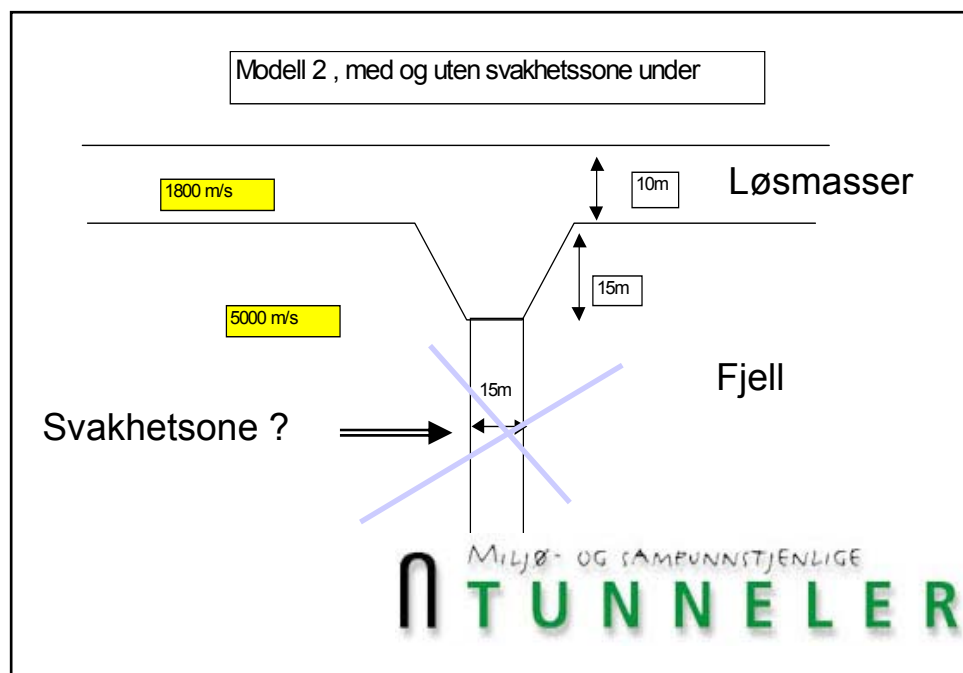 Modell 2 , med og uten svakhetssone under
1800 m/s
10m
Løsmasser
15m
5000 m/s
Fjell
15m
Svakhetsone ?
MILJØ- OG SAMFUNNSTJENLIGE
TUNNELER